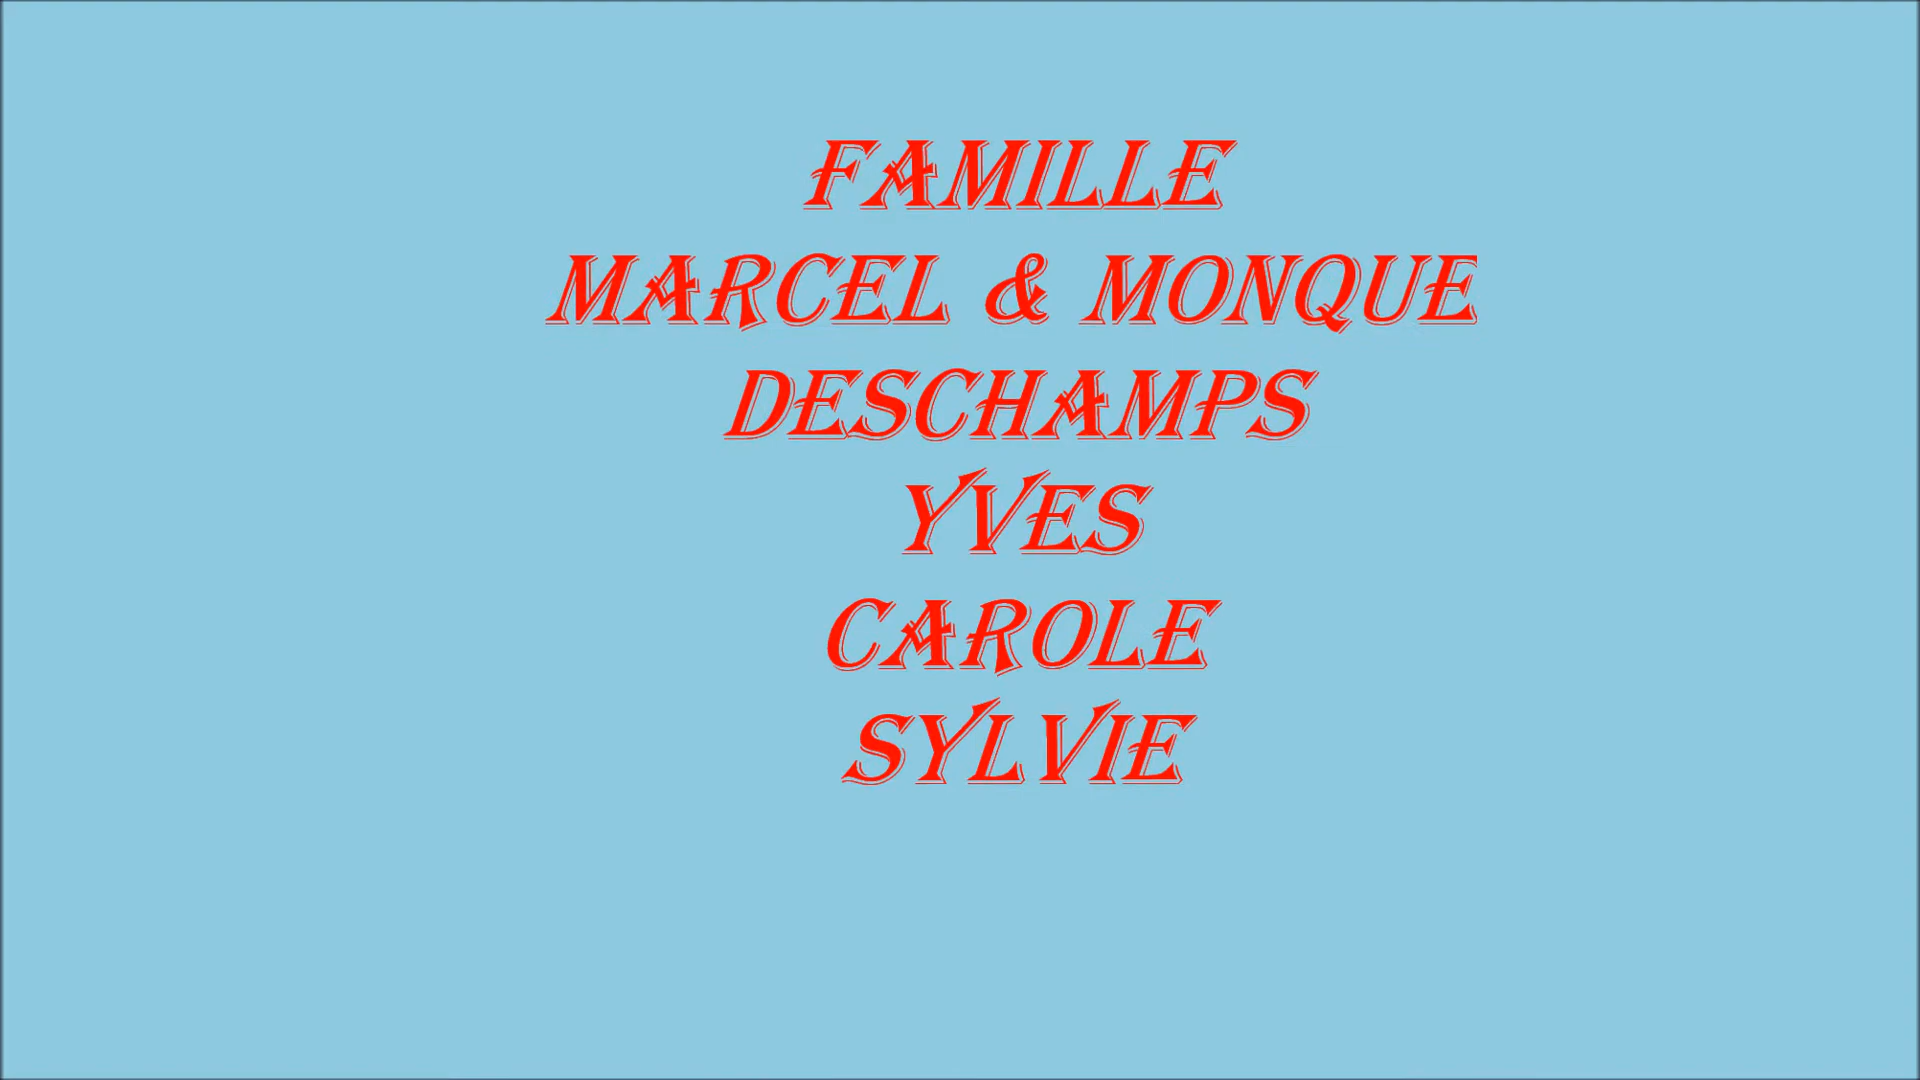 FAMILLE
MARCEL & MONQUE
DESCHAMPS
YVES
CAROLE
SYLVIE